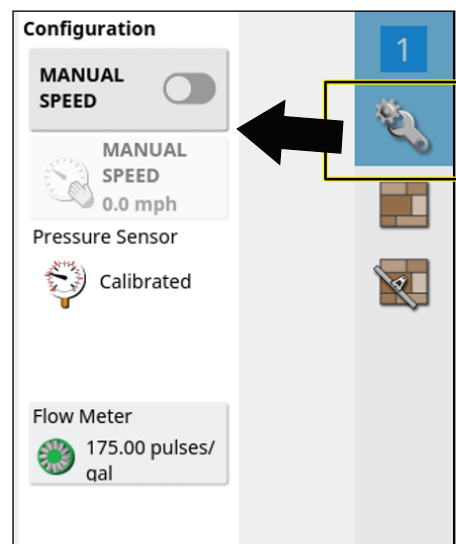 Configuration
1
MANUAL
SPEED
MANUAL
SPEED
0.0 mph
Pressure Sensor
Calibrated
Flow Meter
175.00 pulses/
gal